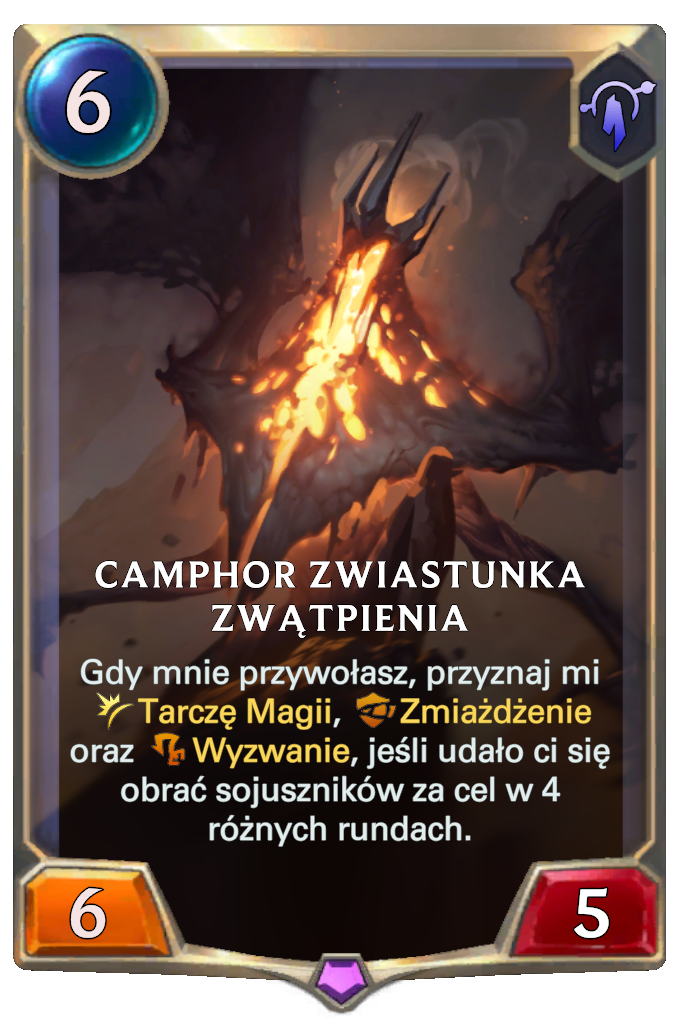 6
CAMPHOR ZWIASTUNKA
ZWĄTPIENIA
Gdy mnie przywołasz, przyznaj mi
Tarczę Magii, Zmiażdżenie
oraz Wyzwanie, jeśli udało ci się
obrać sojuszników za cel w 4
różnych rundach.
6
5